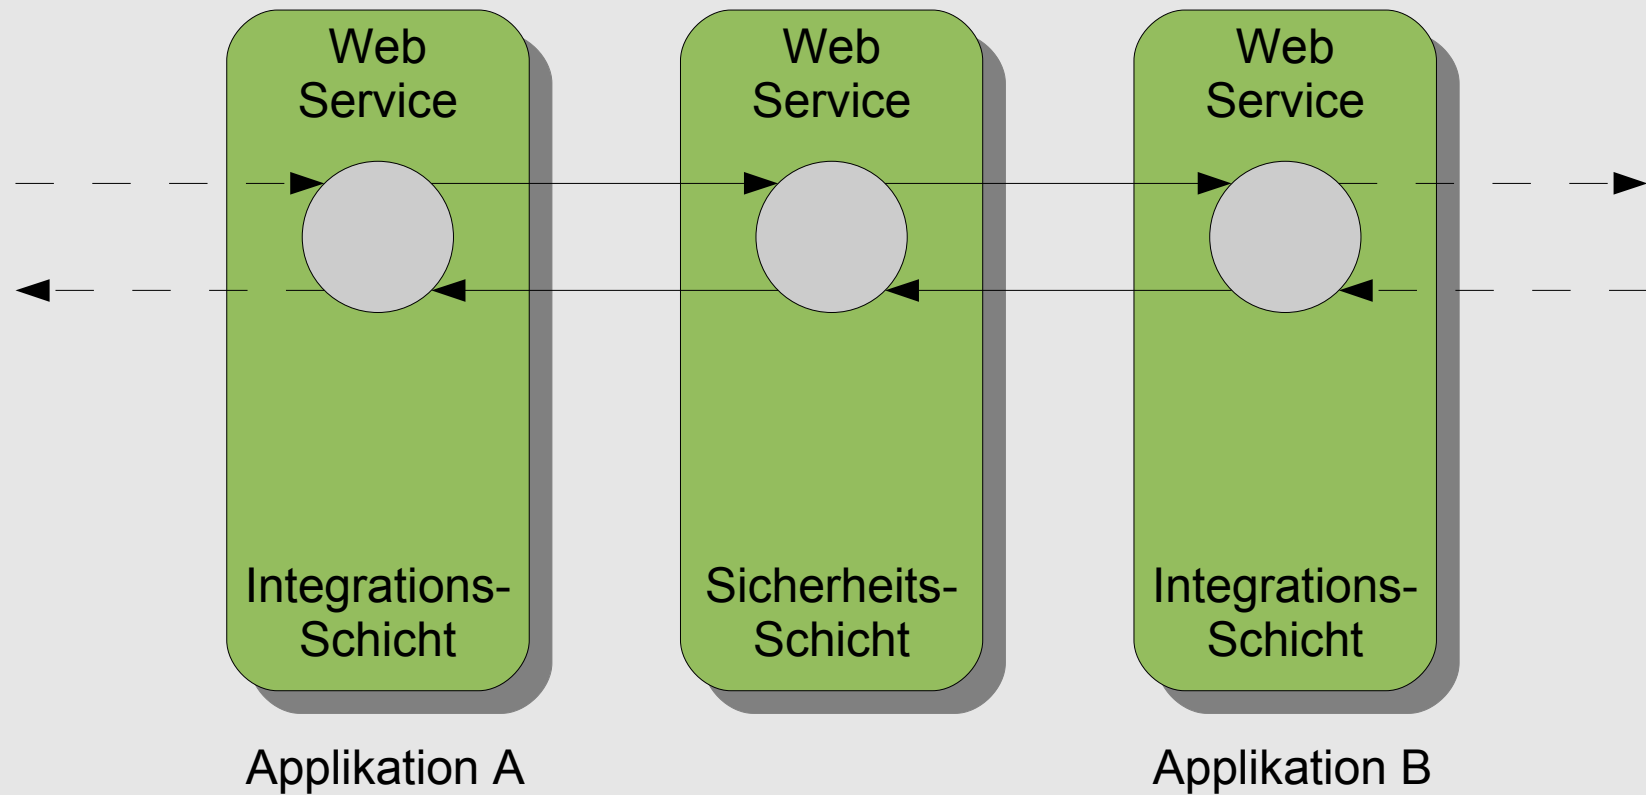 Web
Service
Integrations-
Schicht
Applikation A
Web
Service
Sicherheits-
Schicht
Web
Service
Integrations-
Schicht
Applikation B